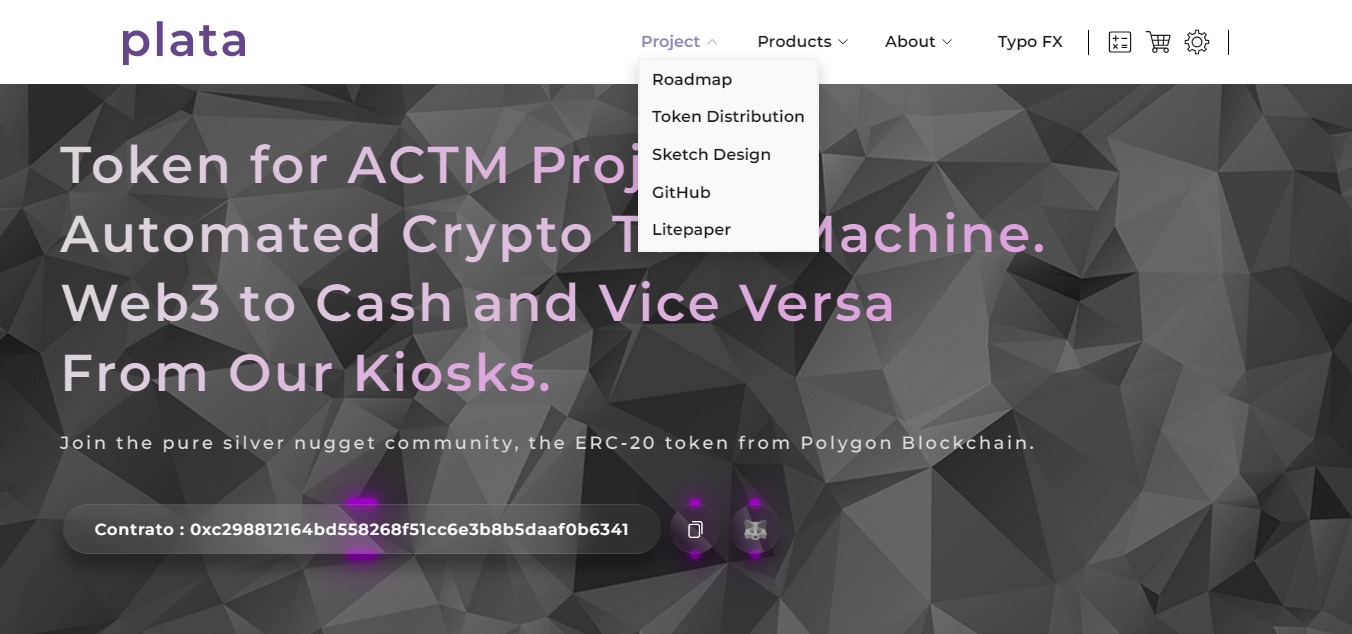 plata
Project Products About Typo FX
Roadmap
Token Distribution
Sketch Design
GitHub
Litepaper
Token for ACTM Proj
Automated Crypto T Machine.
Web3 to Cash and Vice Versa
From Our Kiosks.
Join the pure silver nugget community, the ERC-20 token from Polygon Blockchain.
Contrato : 0xc298812164bd558268f51cc6e3b8b5daaf0b6341